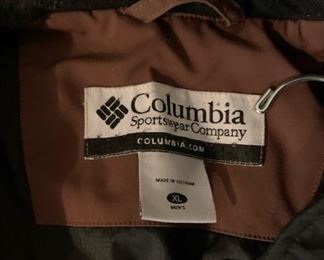 Columbia
Sportswear Company
COLUMBIA.COM
MADE IN VIETNAM
XL
MEN'S